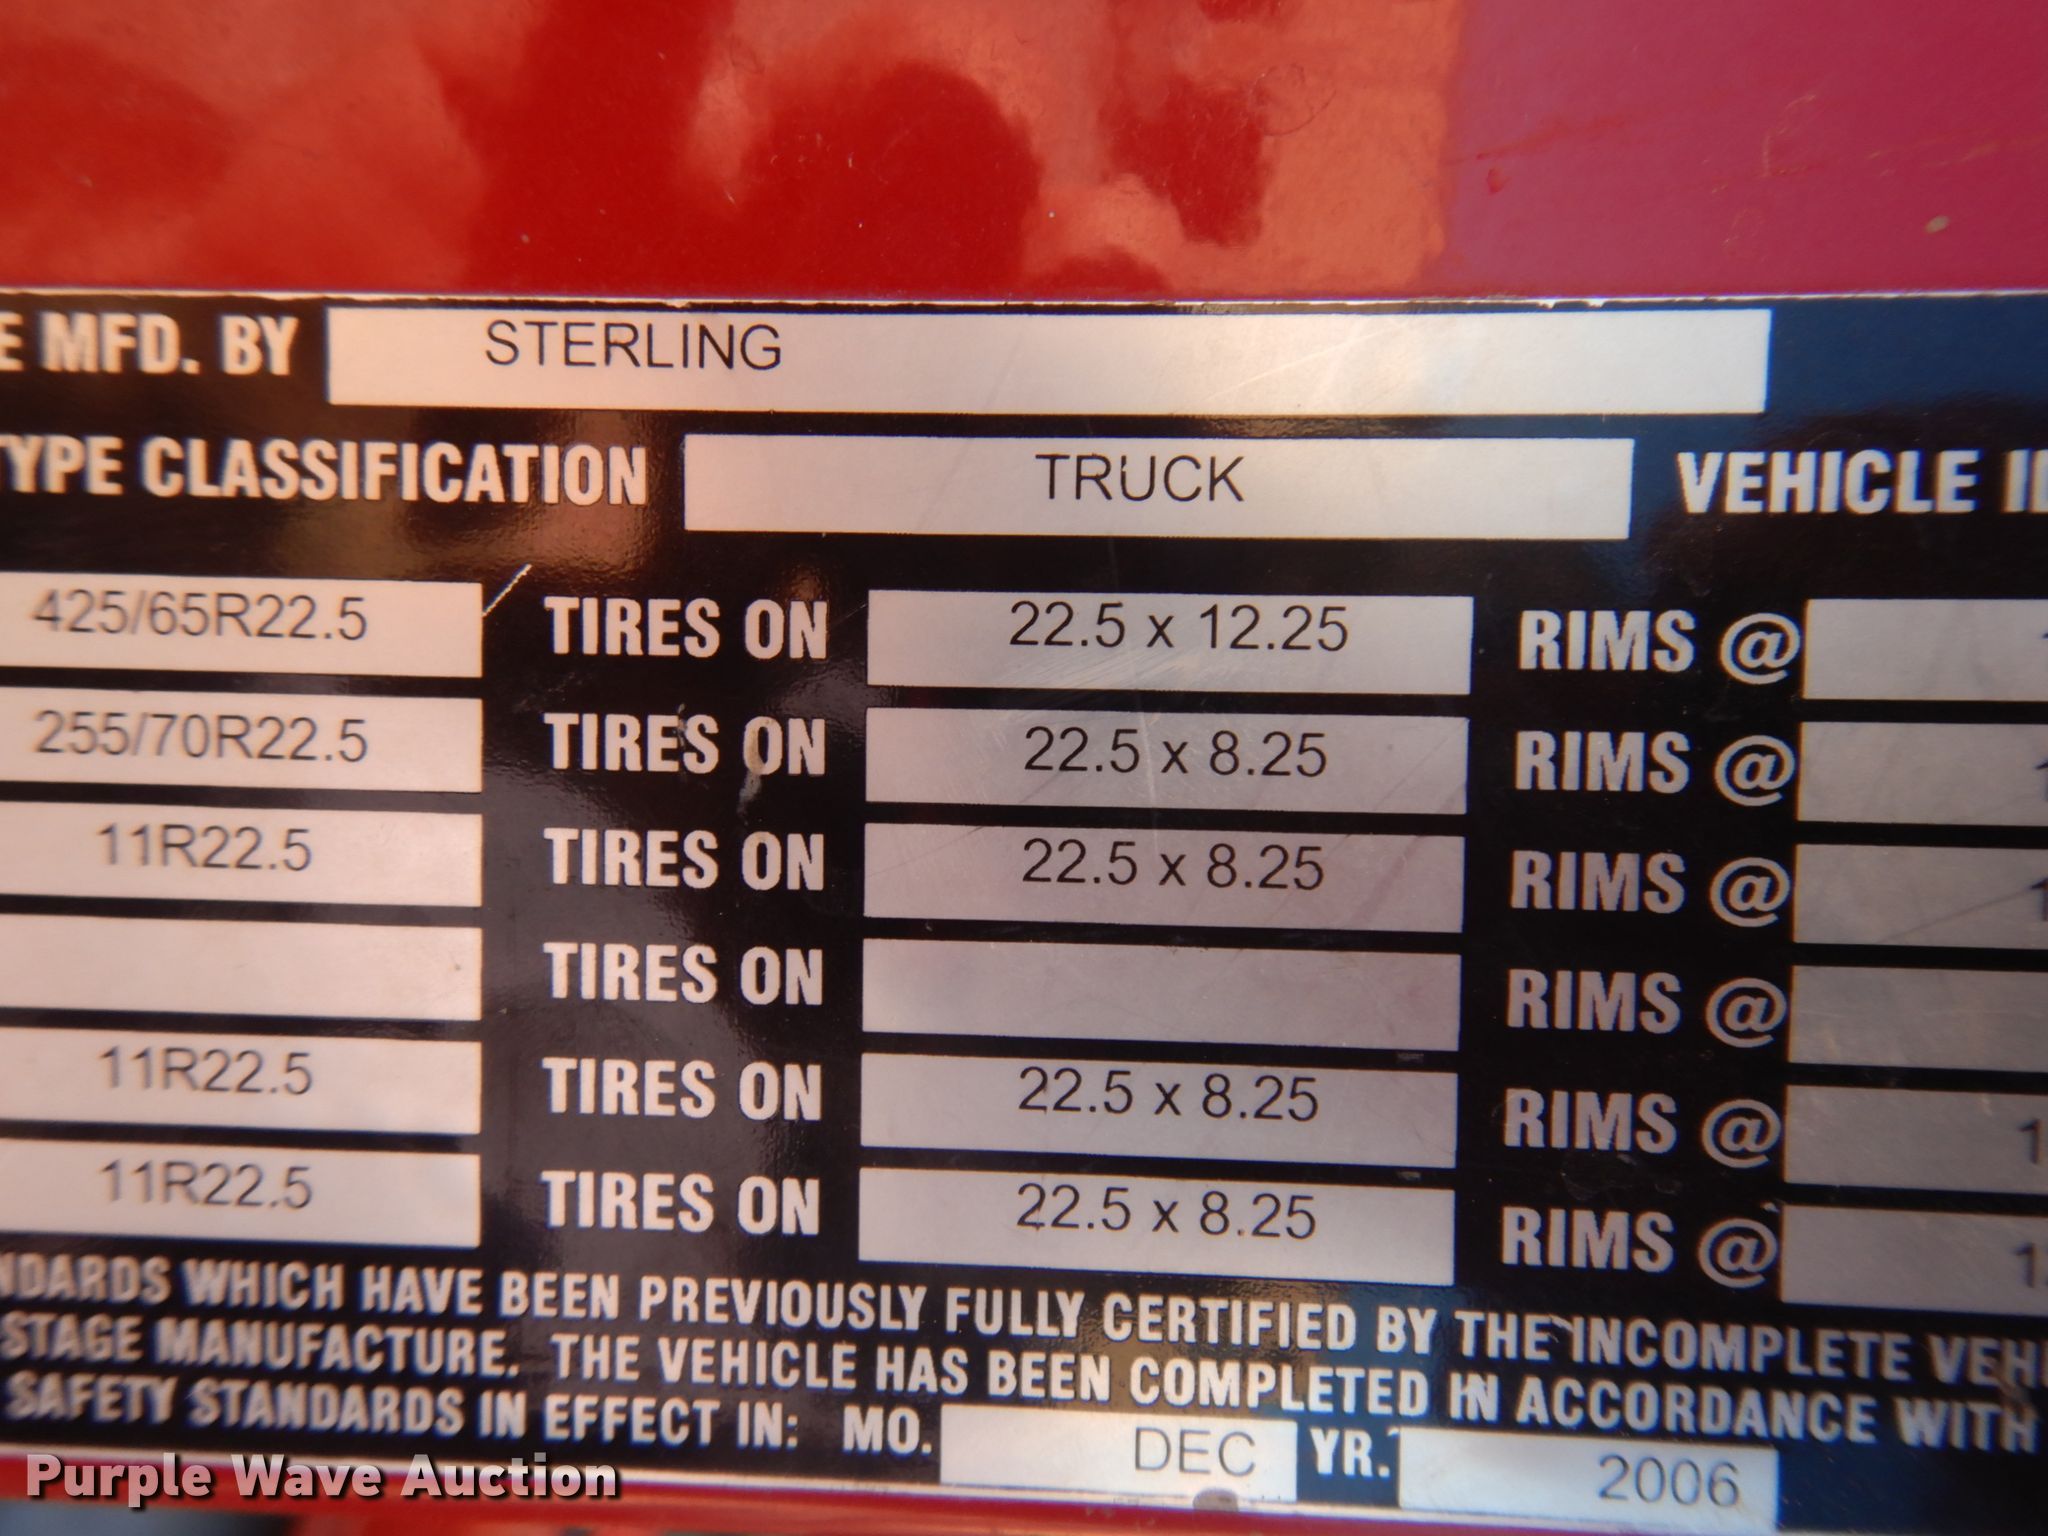 E MFD. BY STERLING
TYPE CLASSIFICATION TRUCK VEHICLE
425/65R22.5 TIRES ON 22.5 x 12.25 RIMS @
255/70R22.5 TIRES ON 22.5 x 8.25 RIMS @
11R22.5 TIRES ON 22.5 x 8.25 RIMS @
TIRES ON RIMS @
11R22.5 TIRES ON 22.5 x 8.25 RIMS @ 1
11R22.5 TIRES ON 22.5 x 8.25 RIMS @ 1
NDARDS WHICH HAVE BEEN PREVIOUSLY FULLY CERTIFIED BY THE INCOMPLETE VEHI
STAGE MANUFACTURE. THE VEHICLE HAS BEEN COMPLETED IN ACCORDANCE WITH
SAFETY STANDARDS IN EFFECT IN: MO. DEC YR. 2006
Purple Wave Auction